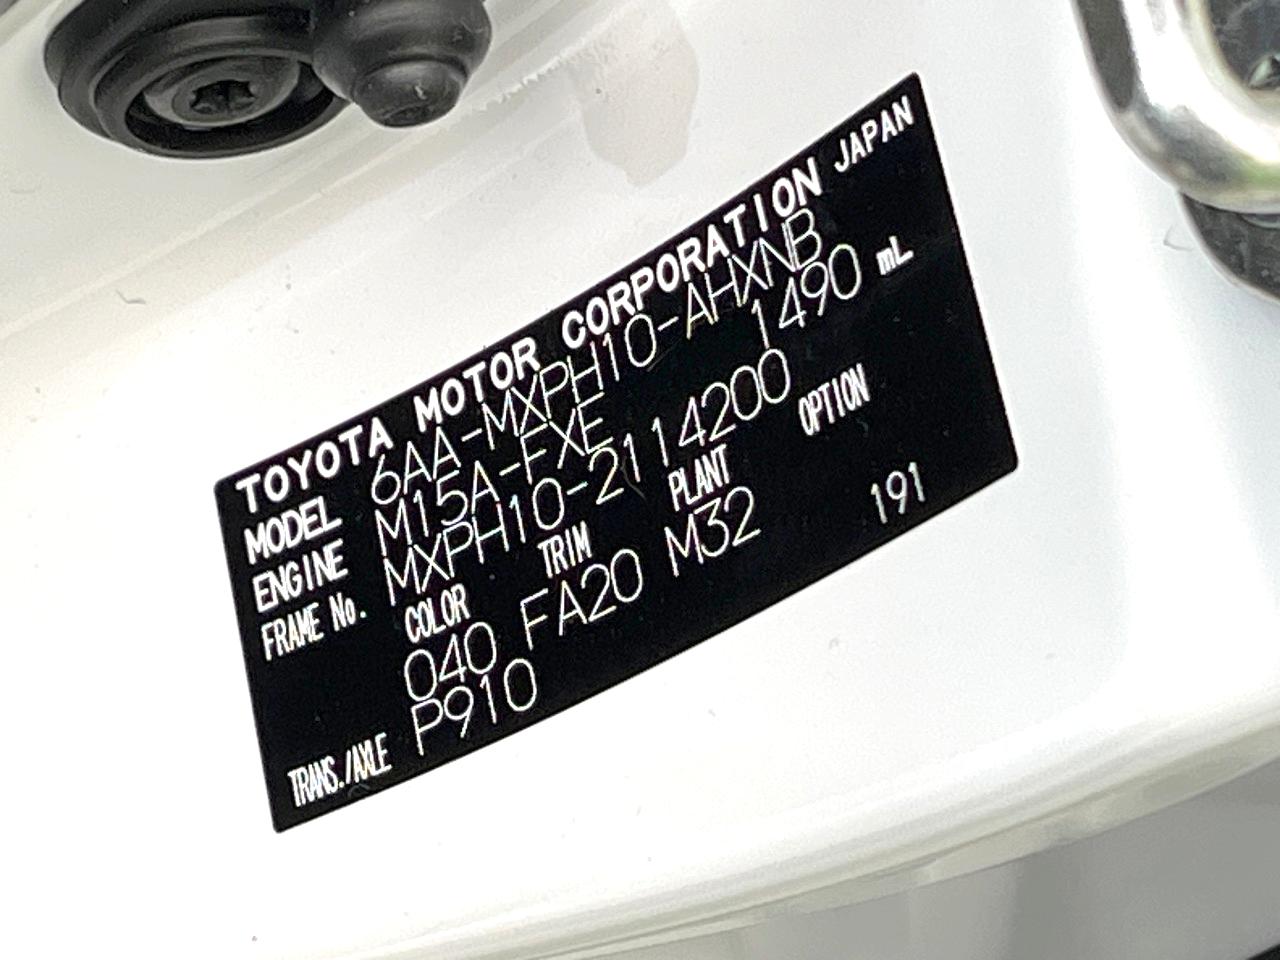 TOYOTA MOTOR CORPORATION JAPAN
MODEL 6AA-MXPH10-AHXNB
ENGINE M15A-FXE 1490 mL
FRAME No. MXPH10-2114200
COLOR TRIM PLANT OPTION
040 FA20 M32 191
TRANS./AXLE P910